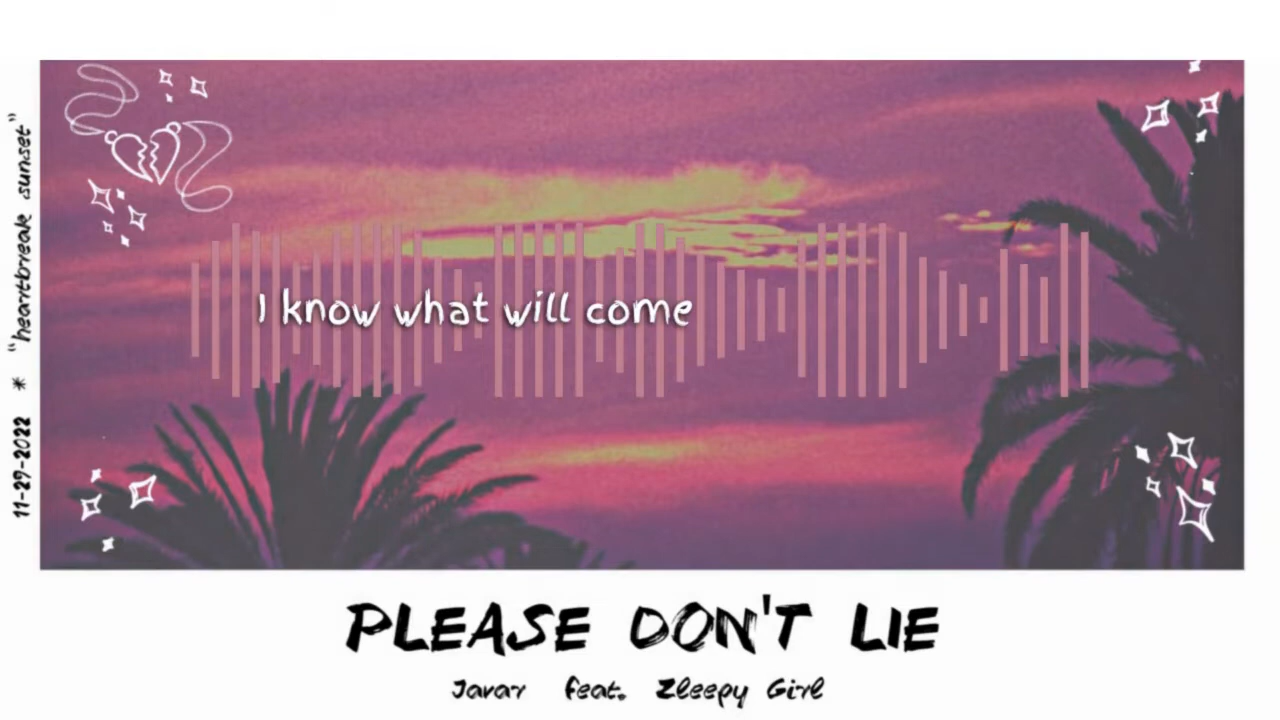 11-29-2022 * "heartbreak sunset"
I know what will come
PLEASE DON'T LIE
Javar feat. Zleepy Girl